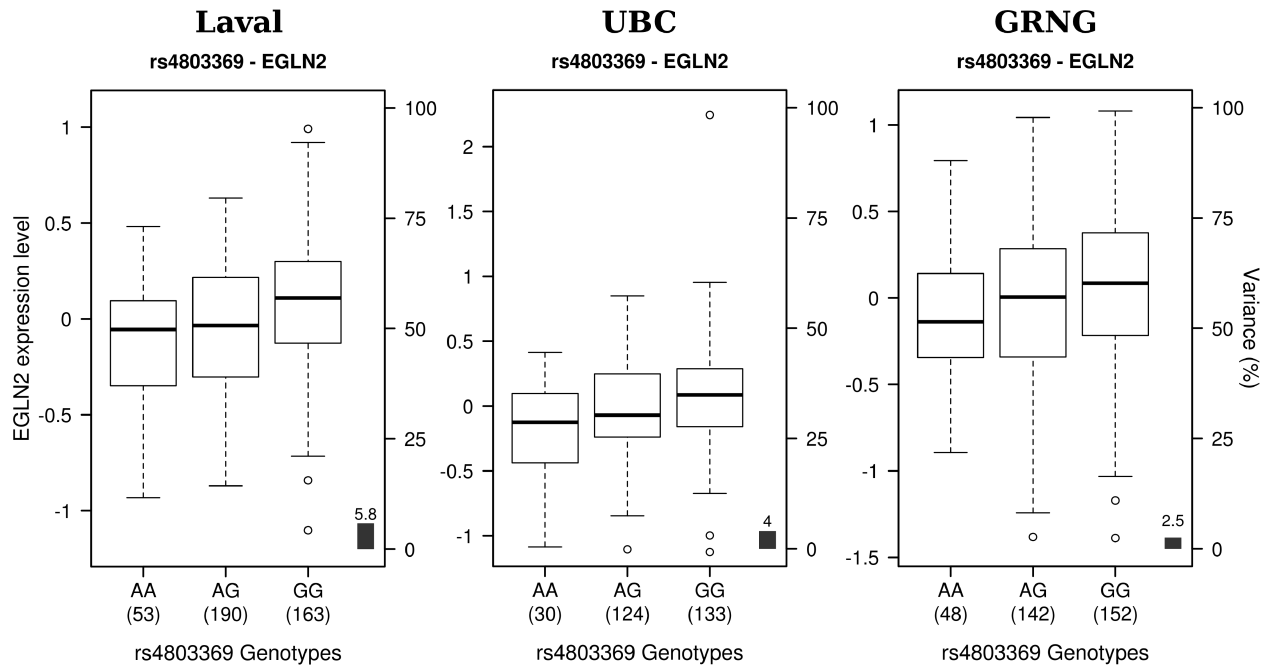 Laval
UBC
GRNG
rs4803369 - EGLN2
rs4803369 - EGLN2
rs4803369 - EGLN2
EGLN2 expression level
1
0.5
0
-0.5
-1
100
75
50
25
0
5.8
AA
AG
GG
(53)
(190)
(163)
rs4803369 Genotypes
2
1.5
1
0.5
0
-0.5
-1
100
75
50
25
0
4
AA
AG
GG
(30)
(124)
(133)
rs4803369 Genotypes
1
0.5
0
-0.5
-1
-1.5
100
75
50
25
0
2.5
AA
AG
GG
(48)
(142)
(152)
rs4803369 Genotypes
Variance (%)